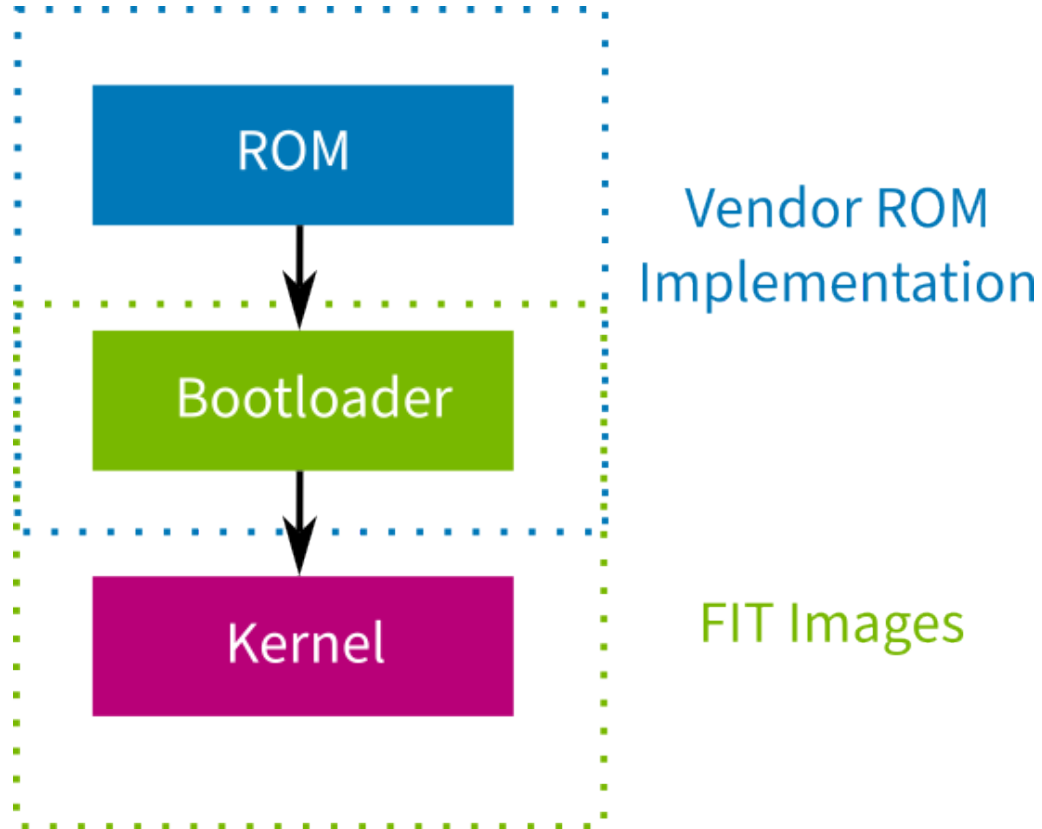 ROM
Vendor ROM
Implementation
Bootloader
Kernel
FIT Images